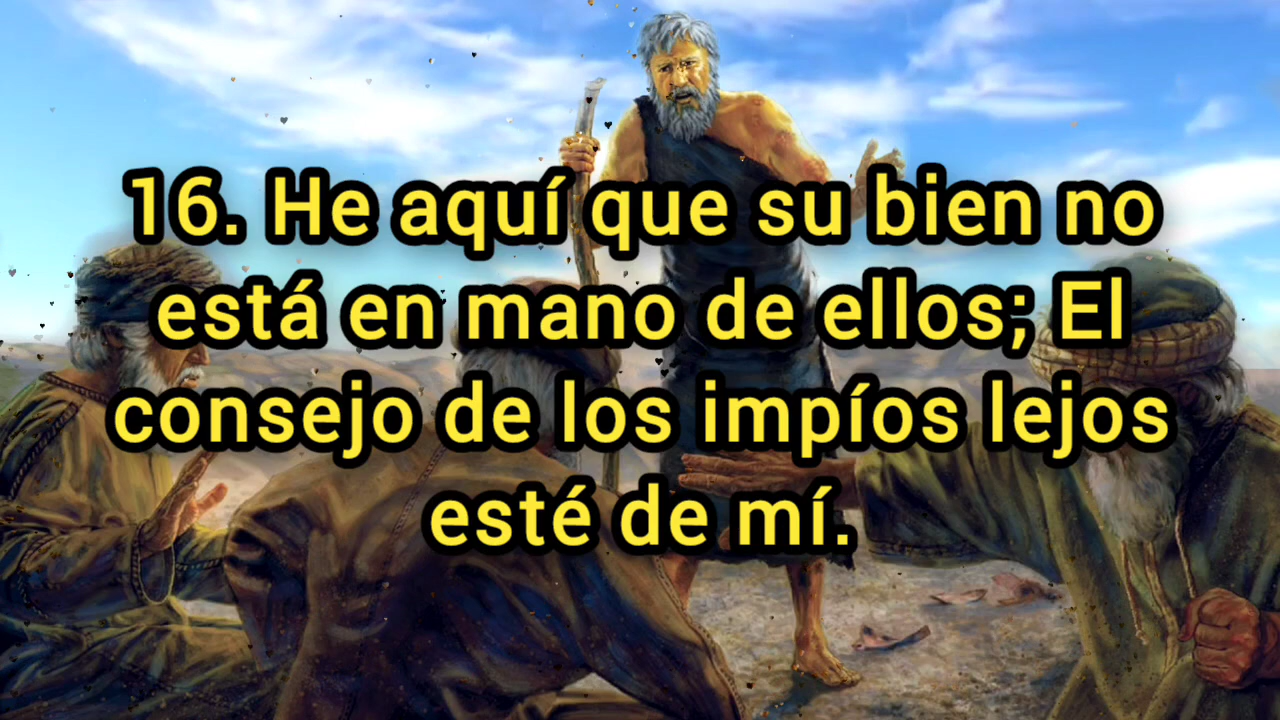 16. He aquí que su bien no
está en mano de ellos; El
consejo de los impíos lejos
esté de mí.